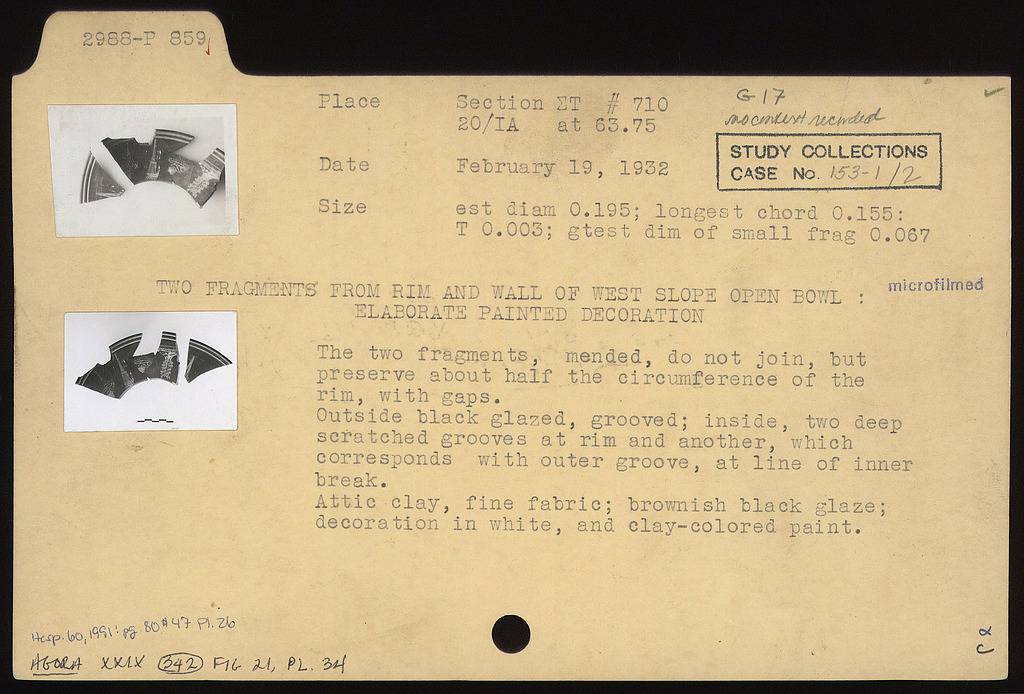 2988-P 859
Place Section ΣT # 710
20/IA at 63.75
G 17
no context recorded
Date February 19, 1932
STUDY COLLECTIONS
CASE No. 153-1/2
Size est diam 0.195; longest chord 0.155:
T 0.003; gtest dim of small frag 0.067
microfilmed
TWO FRAGMENTS FROM RIM AND WALL OF WEST SLOPE OPEN BOWL :
ELABORATE PAINTED DECORATION
The two fragments, mended, do not join, but
preserve about half the circumference of the
rim, with gaps.
Outside black glazed, grooved; inside, two deep
scratched grooves at rim and another, which
corresponds with outer groove, at line of inner
break.
Attic clay, fine fabric; brownish black glaze;
decoration in white, and clay-colored paint.
Hesp. 60, 1991: pg 80 #47 Pl. 26
AGORA XXIX 342 FIG 21, PL. 34